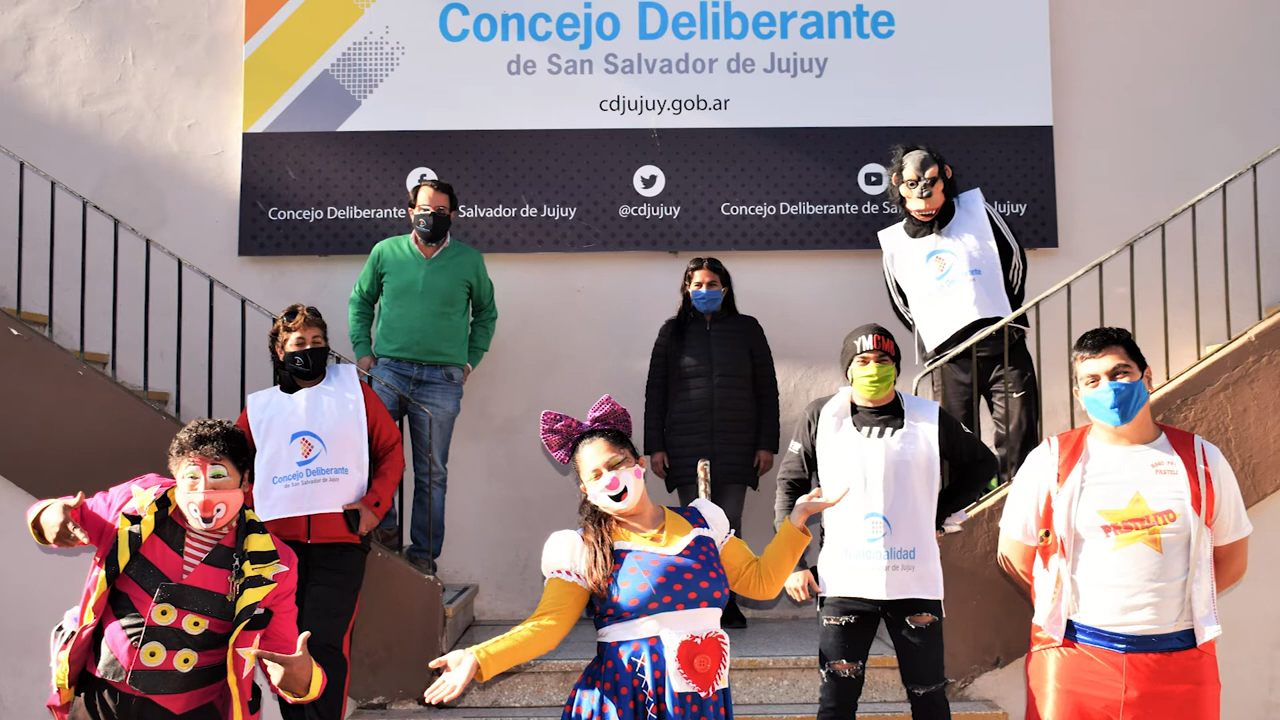 Concejo Deliberante
de San Salvador de Jujuy
cdjujuy.gob.ar
Concejo Deliberante Salvador de Jujuy
@cdjujuy
Concejo Deliberante de Sa Jujuy
YMCMB
Concejo Deliberante
de San Salvador de Jujuy
Municipalidad
Salvador de Jujuy